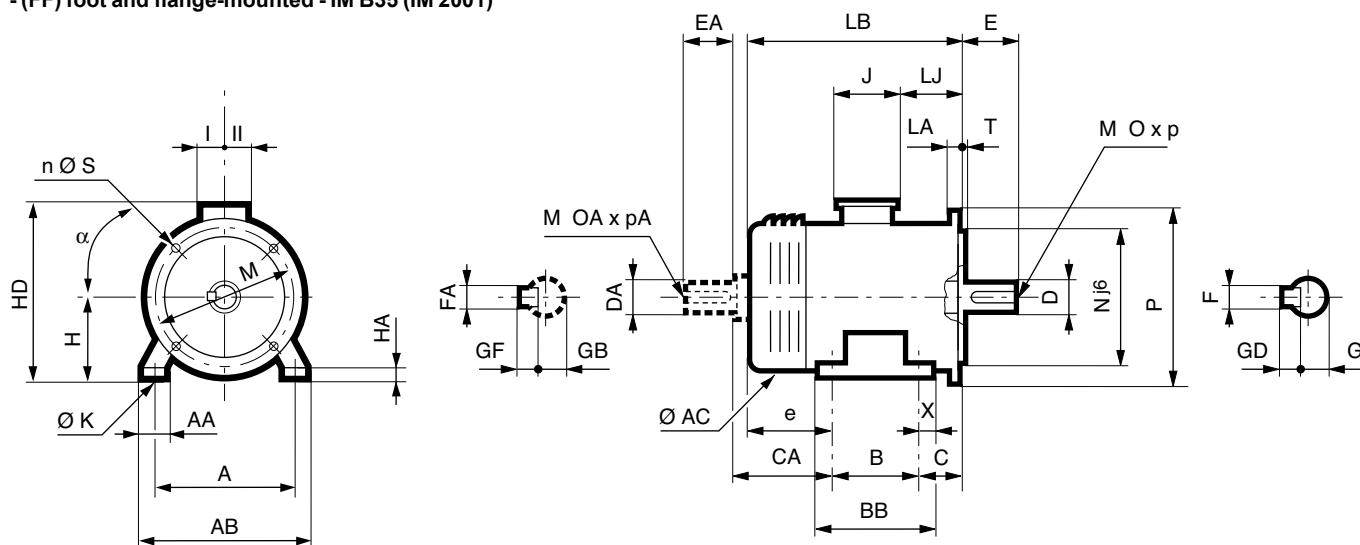 - (FF) foot and flange-mounted - IM B35 (IM 2001)
EA
LB
E
J
LJ
I
II
LA
T
M O x p
n Ø S
M OA x pA
α
M
HD
H
HA
FA
DA
D
N j6
P
F
GF
GB
GD
G
Ø K
AA
Ø AC
e
X
A
CA
B
C
AB
BB